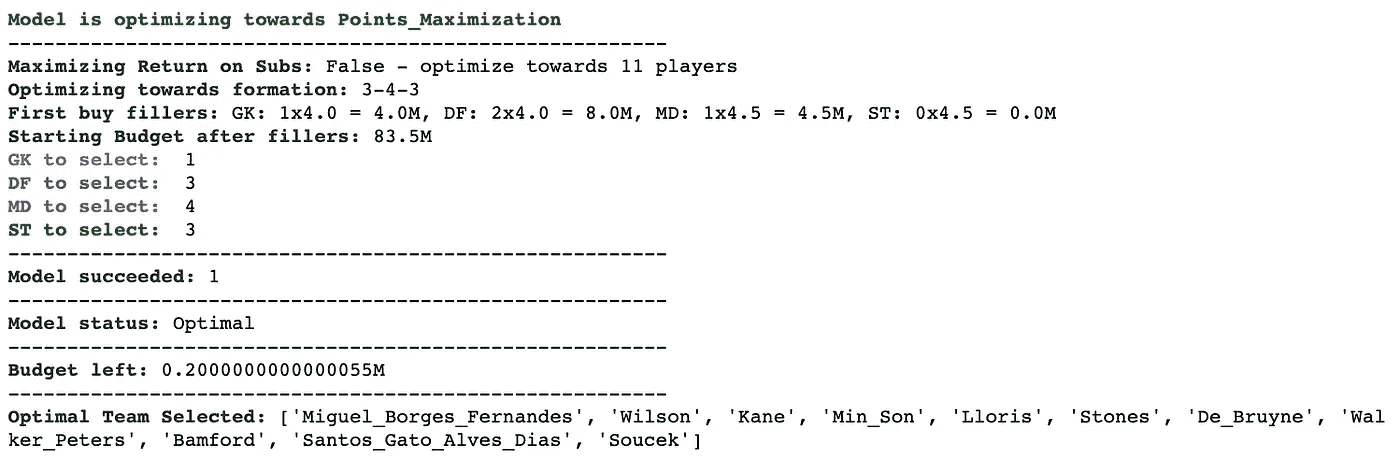 Model is optimizing towards Points_Maximization
--------------------------------------------------------
Maximizing Return on Subs: False - optimize towards 11 players
Optimizing towards formation: 3-4-3
First buy fillers: GK: 1x4.0 = 4.0M, DF: 2x4.0 = 8.0M, MD: 1x4.5 = 4.5M, ST: 0x4.5 = 0.0M
Starting Budget after fillers: 83.5M
GK to select:  1
DF to select:  3
MD to select:  4
ST to select:  3
--------------------------------------------------------
Model succeeded: 1
--------------------------------------------------------
Model status: Optimal
--------------------------------------------------------
Budget left: 0.2000000000000055M
--------------------------------------------------------
Optimal Team Selected: ['Miguel_Borges_Fernandes', 'Wilson', 'Kane', 'Min_Son', 'Lloris', 'Stones', 'De_Bruyne', 'Wal
ker_Peters', 'Bamford', 'Santos_Gato_Alves_Dias', 'Soucek']